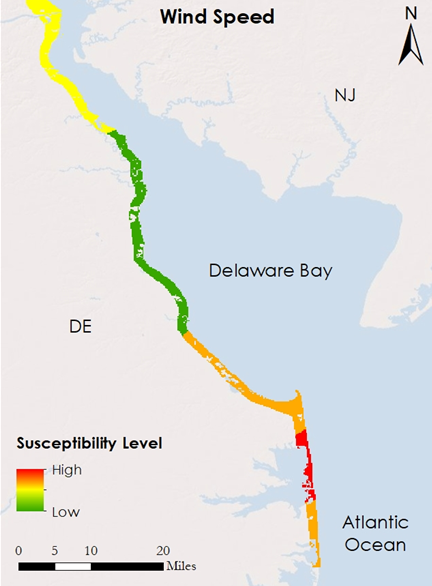 Wind Speed
N
NJ
Delaware Bay
DE
Susceptibility Level
High
Low
0 5 10 20
Miles
Atlantic
Ocean